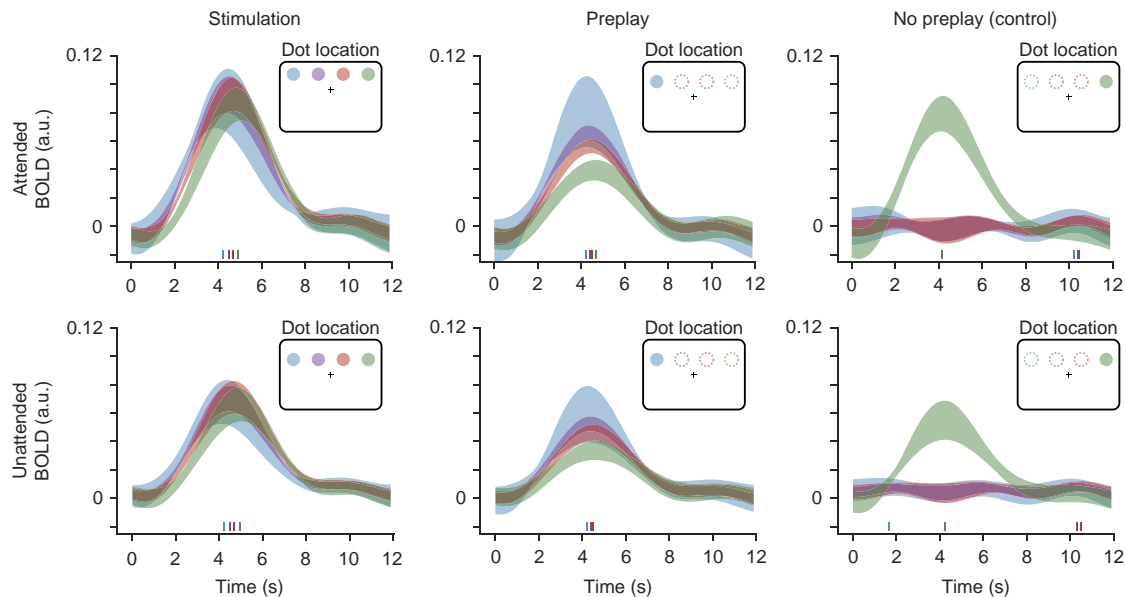 Stimulation
Preplay
No preplay (control)
Attended
BOLD (a.u.)
0.12
0
Dot location
0 2 4 6 8 10 12
0.12
0
Dot location
0 2 4 6 8 10 12
0.12
0
Dot location
0 2 4 6 8 10 12
Unattended
BOLD (a.u.)
0.12
0
Dot location
0 2 4 6 8 10 12
Time (s)
0.12
0
Dot location
0 2 4 6 8 10 12
Time (s)
0.12
0
Dot location
0 2 4 6 8 10 12
Time (s)